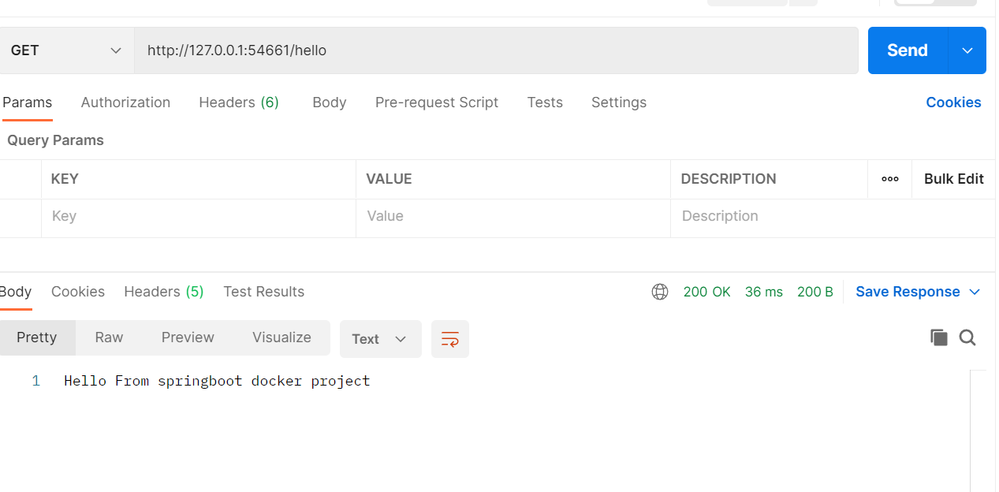 GET http://127.0.0.1:54661/hello Send
Params Authorization Headers (6) Body Pre-request Script Tests Settings Cookies
Query Params
KEY VALUE DESCRIPTION ooo Bulk Edit
Key Value Description
Body Cookies Headers (5) Test Results 200 OK 36 ms 200 B Save Response
Pretty Raw Preview Visualize Text
1 Hello From springboot docker project